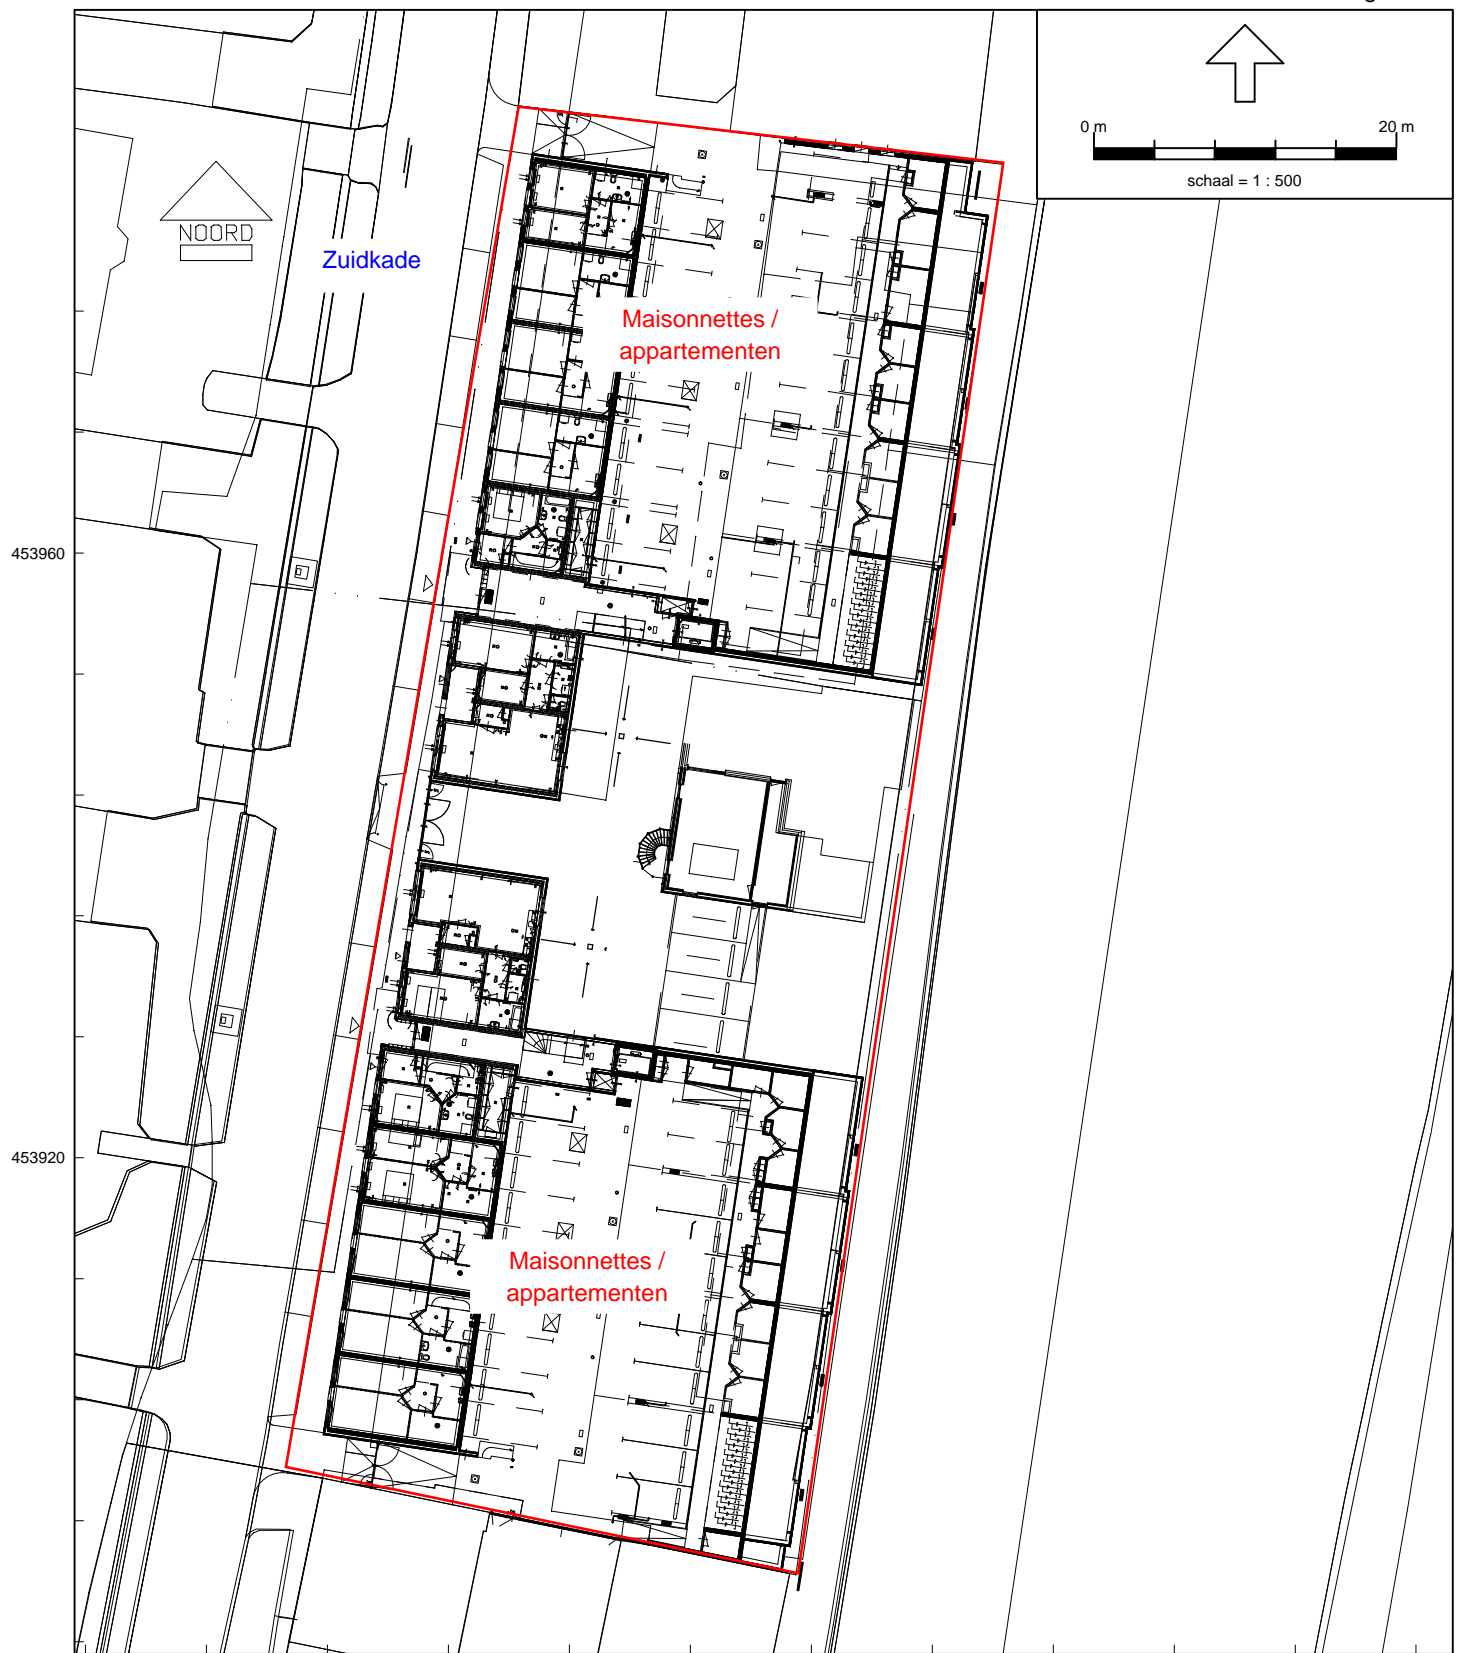 0 m 20 m
schaal = 1 : 500
NOORD
Zuidkade
Maisonnettes /
appartementen
453960
453920
Maisonnettes /
appartementen